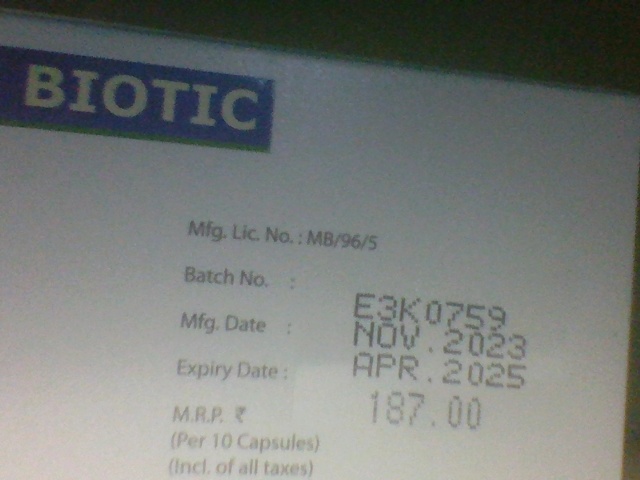 BIOTIC
Mfg. Lic. No. : MB/96/5
Batch No. : E3K0759
Mfg. Date : NOV. 2023
Expiry Date : APR. 2025
M.R.P. ₹ 187.00
(Per 10 Capsules)
(Incl. of all taxes)